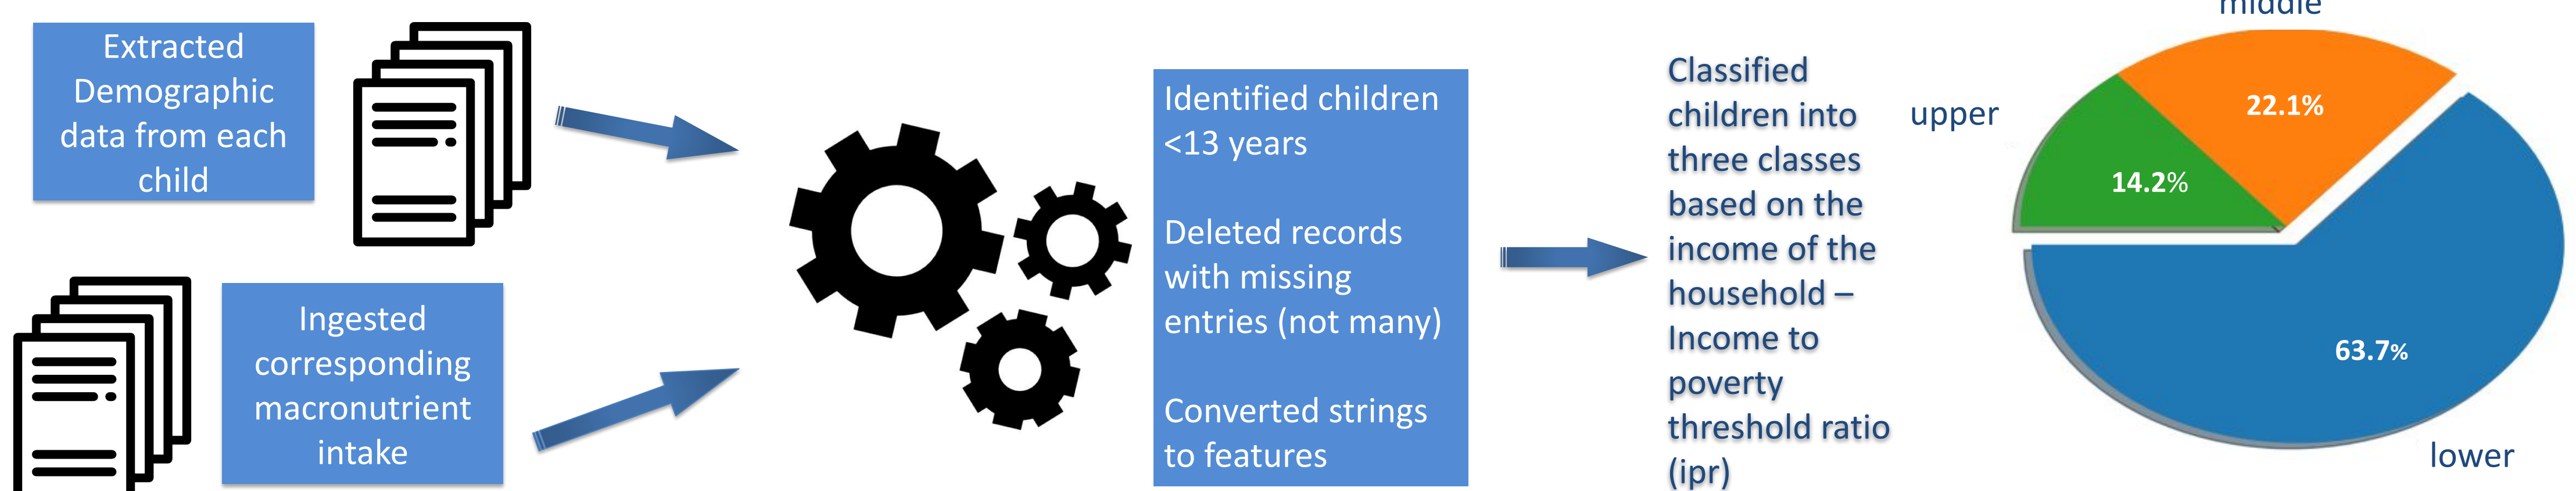 Extracted
Demographic
data from each
child
Ingested
corresponding
macronutrient
intake
Identified children
<13 years
Deleted records
with missing
entries (not many)
Converted strings
to features
Classified
children into
three classes
based on the
income of the
household –
Income to
poverty
threshold ratio
(ipr)
middle
upper
22.1%
14.2%
63.7%
lower